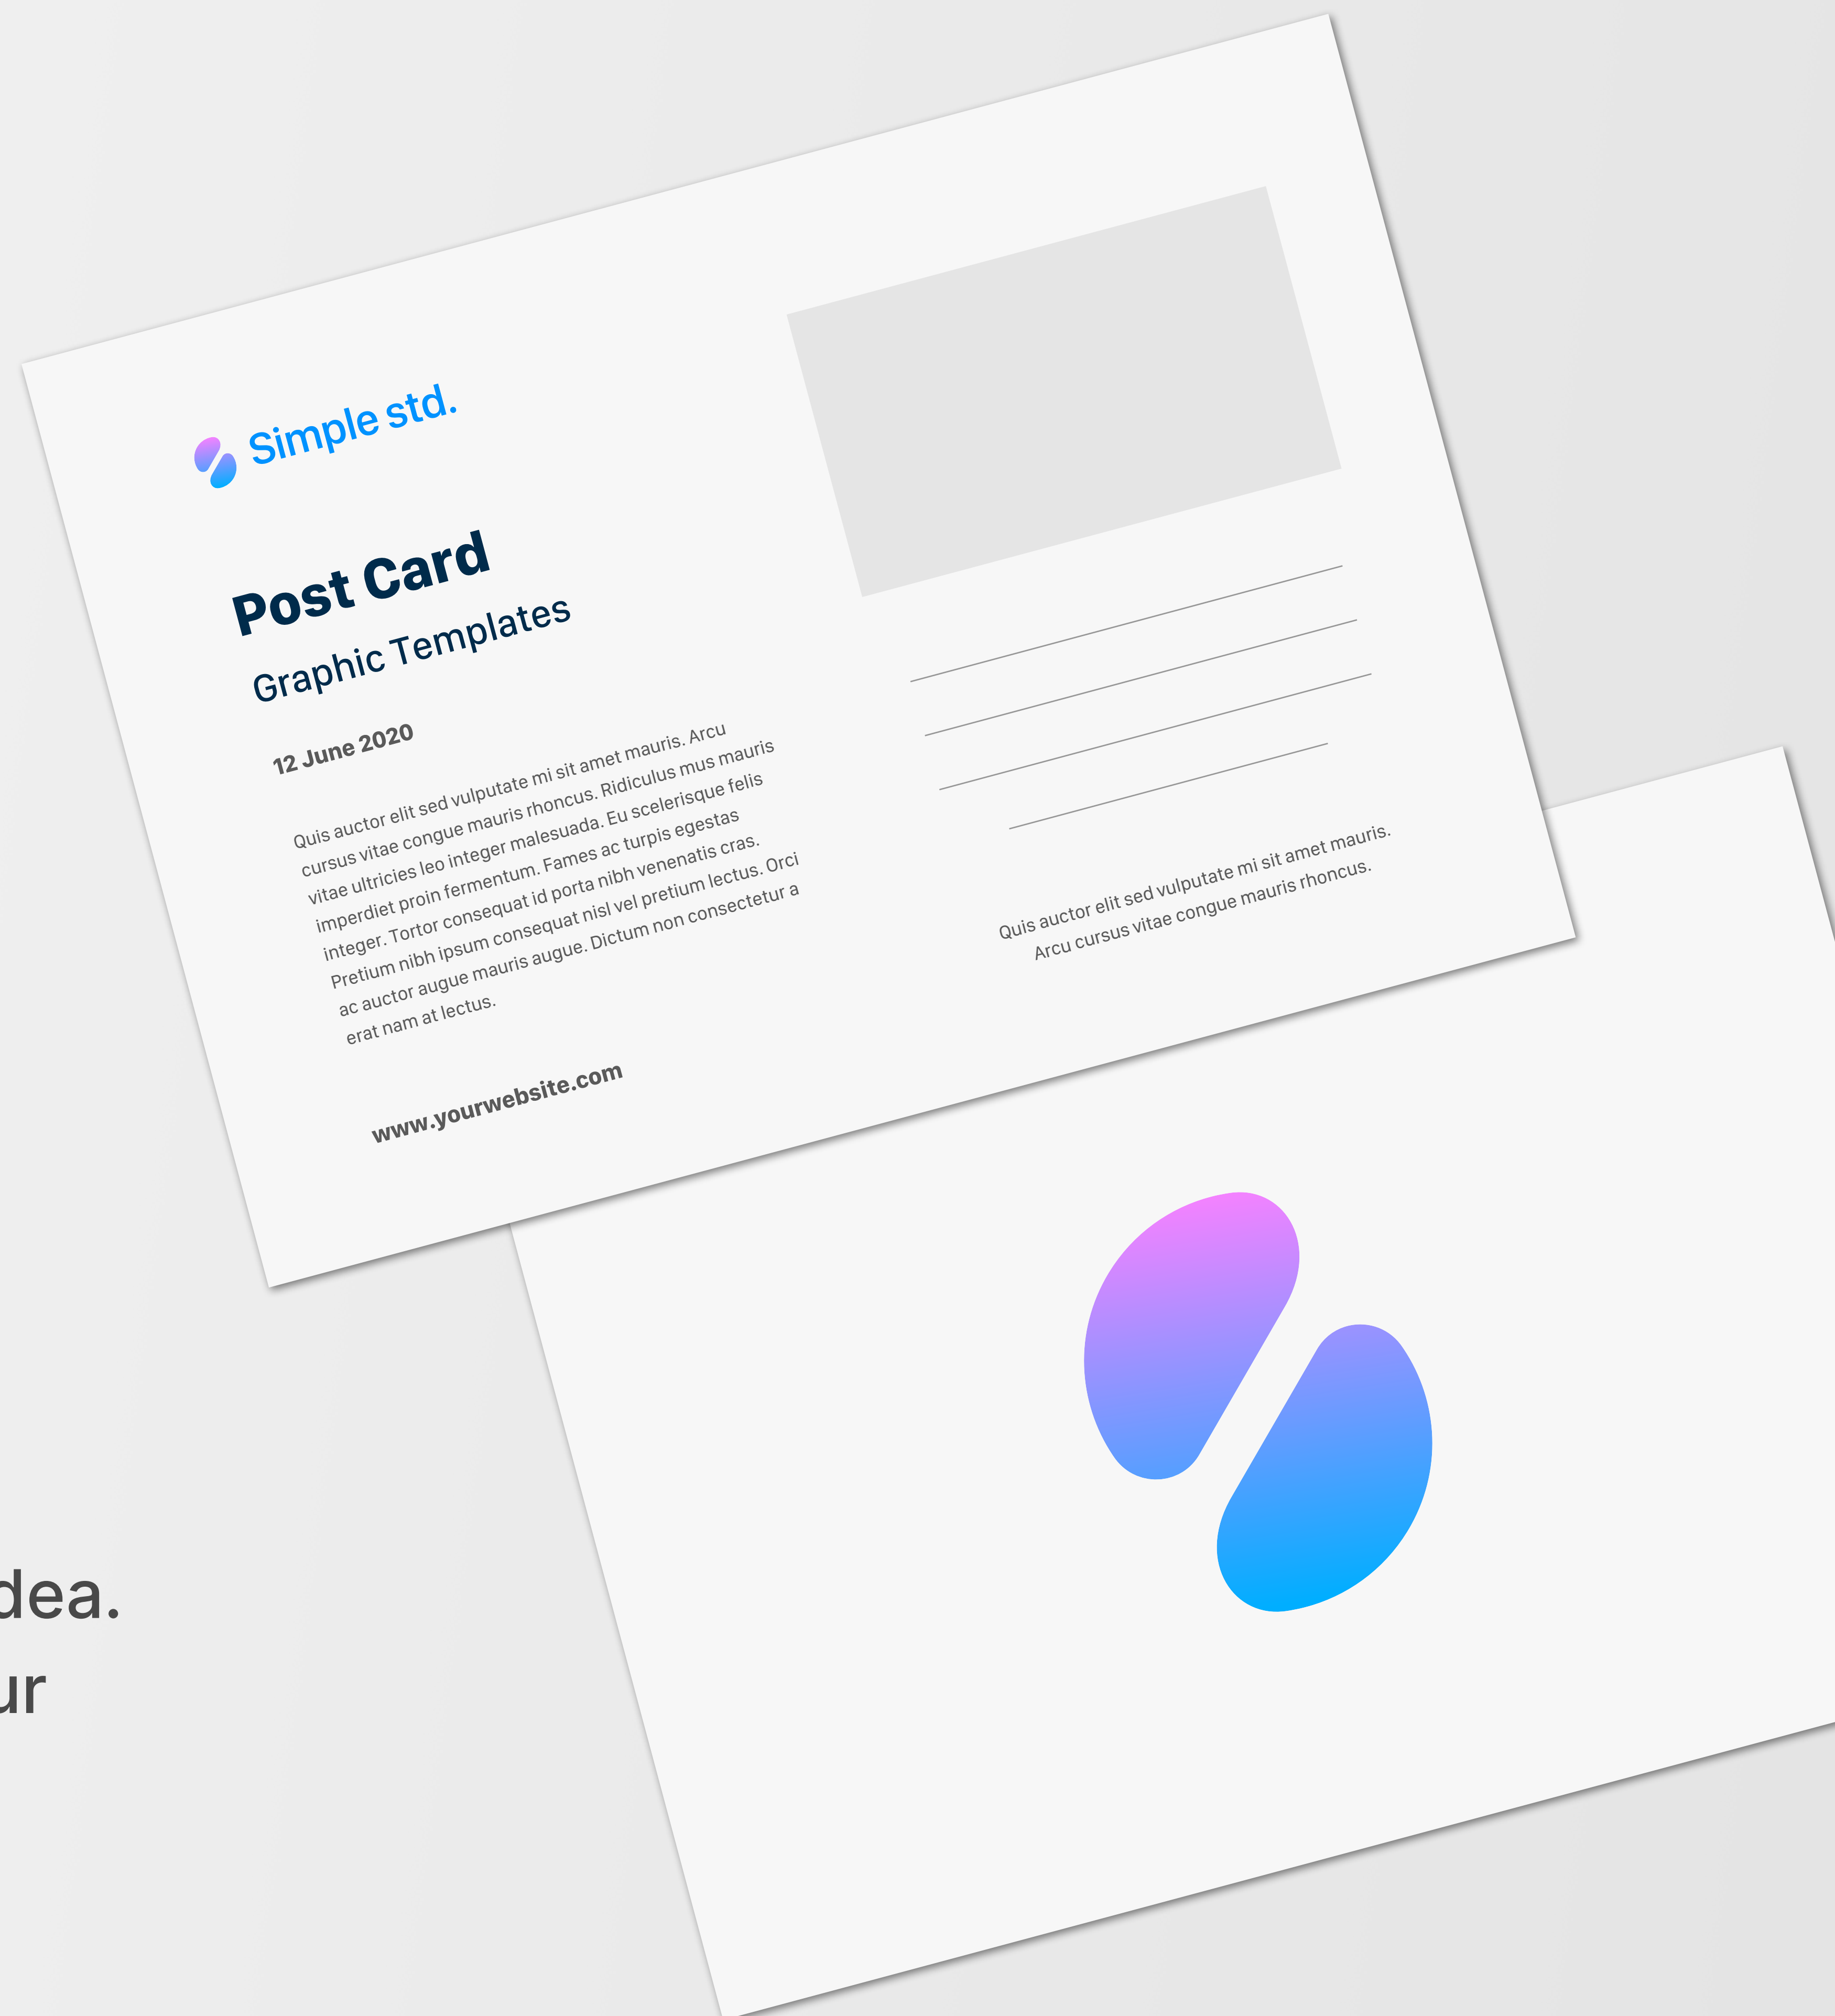 Simple std.
Post Card
Graphic Templates
12 June 2020
Quis auctor elit sed vulputate mi sit amet mauris. Arcu
cursus vitae congue mauris rhoncus. Ridiculus mus mauris
vitae ultricies leo integer malesuada. Eu scelerisque felis
imperdiet proin fermentum. Fames ac turpis egestas
integer. Tortor consequat id porta nibh venenatis cras.
Pretium nibh ipsum consequat nisl vel pretium lectus. Orci
ac auctor augue mauris augue. Dictum non consectetur a
erat nam at lectus.
www.yourwebsite.com
Quis auctor elit sed vulputate mi sit amet mauris.
Arcu cursus vitae congue mauris rhoncus.
dea.
ur